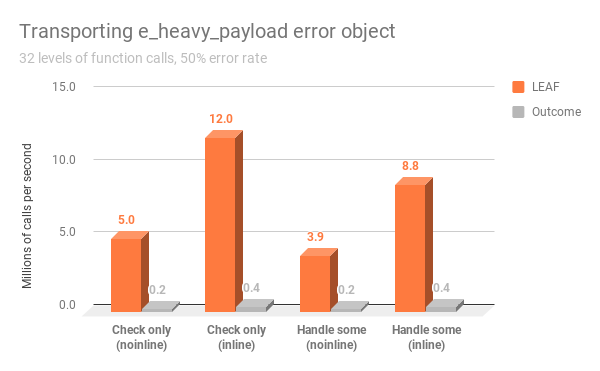 Transporting e_heavy_payload error object
32 levels of function calls, 50% error rate
15.0
10.0
5.0
0.0
Millions of calls per second
5.0
0.2
12.0
0.4
3.9
0.2
8.8
0.4
Check only
(noinline)
Check only
(inline)
Handle some
(noinline)
Handle some
(inline)
LEAF
Outcome